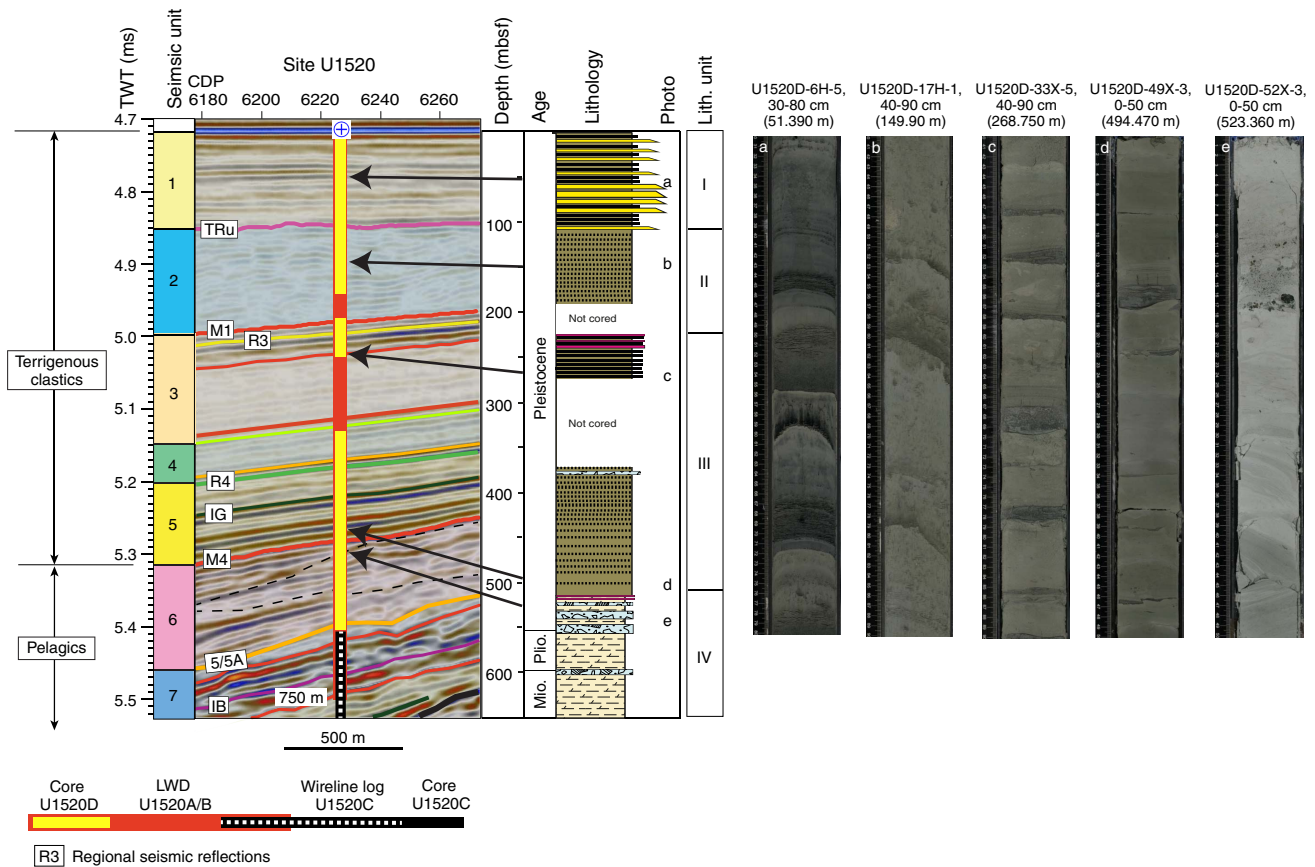 TWT (ms)
Seimsic unit
CDP
Site U1520
6180 6200 6220 6240 6260
Depth (mbsf)
Age
Lithology
Photo
Lith. unit
U1520D-6H-5,
30-80 cm
(51.390 m)
U1520D-17H-1,
40-90 cm
(149.90 m)
U1520D-33X-5,
40-90 cm
(268.750 m)
U1520D-49X-3,
0-50 cm
(494.470 m)
U1520D-52X-3,
0-50 cm
(523.360 m)
4.7
4.8
4.9
5.0
5.1
5.2
5.3
5.4
5.5
Terrigenous
clastics
Pelagics
1
2
3
4
5
6
7
TRu
M1
R3
R4
IG
M4
5/5A
IB
750 m
500 m
100
200
300
400
500
600
Pleistocene
Plio.
Mio.
Not cored
Not cored
a
b
c
d
e
I
II
III
IV
a
b
c
d
e
Core
U1520D
LWD
U1520A/B
Wireline log
U1520C
Core
U1520C
R3 Regional seismic reflections